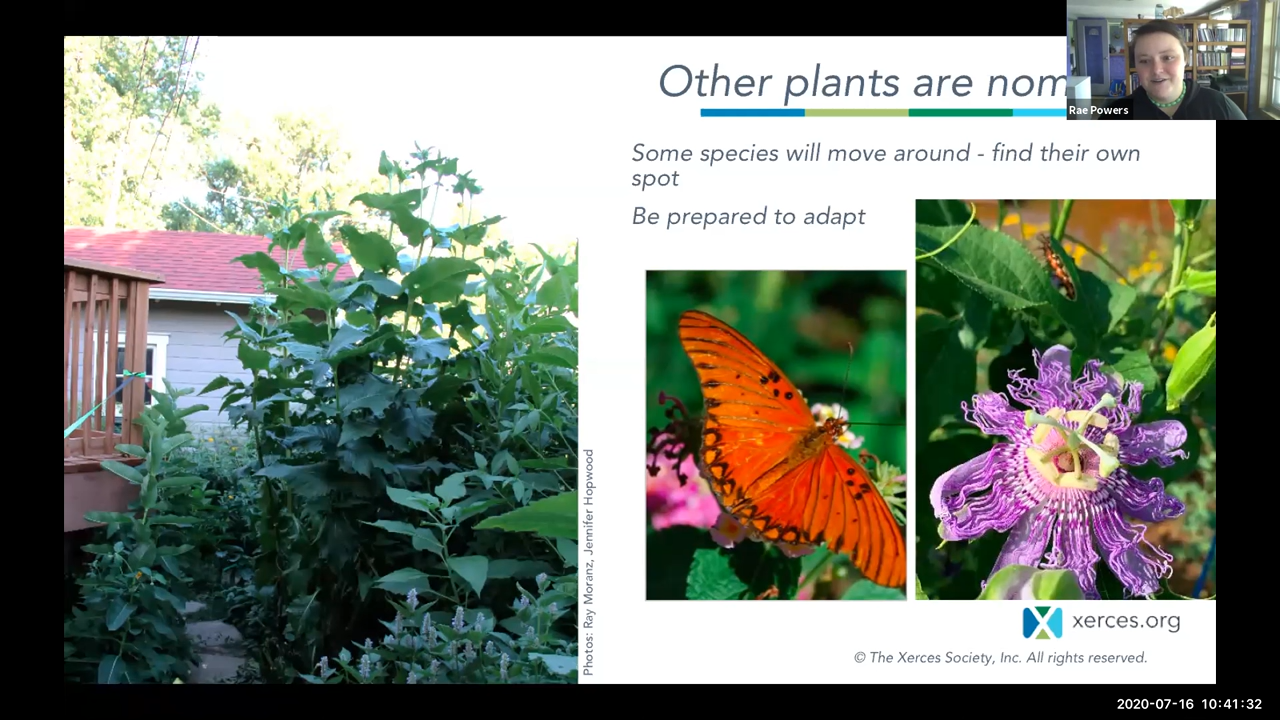 Other plants are nom
Rae Powers
Some species will move around - find their own
spot
Be prepared to adapt
Photos: Ray Moranz, Jennifer Hopwood
xerces.org
© The Xerces Society, Inc. All rights reserved.
2020-07-16 10:41:32